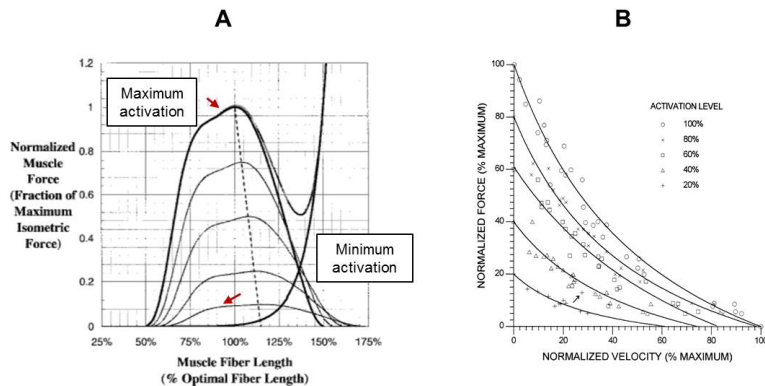 A
1.2
1
0.8
0.6
0.4
0.2
0
25%
50%
75%
100%
125%
150%
175%
Normalized
Muscle
Force
(Fraction of
Maximum
Isometric
Force)
Maximum
activation
Minimum
activation
Muscle Fiber Length
(% Optimal Fiber Length)
B
100
80
60
40
20
0
0
20
40
60
80
100
NORMALIZED FORCE (% MAXIMUM)
NORMALIZED VELOCITY (% MAXIMUM)
ACTIVATION LEVEL
100%
80%
60%
40%
20%